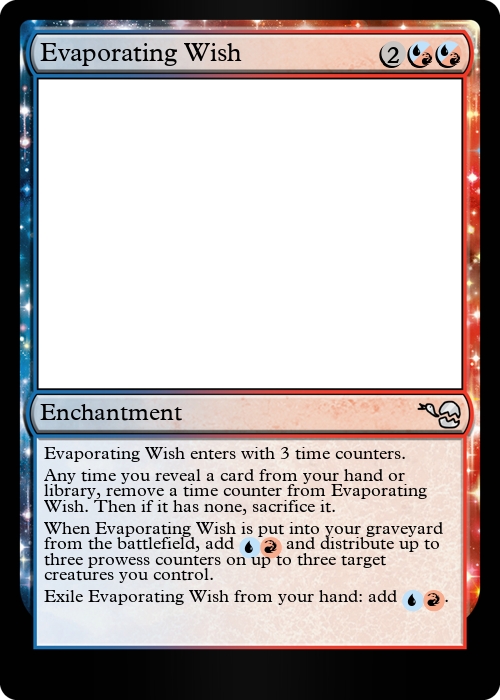 Evaporating Wish 2
Enchantment
Evaporating Wish enters with 3 time counters.
Any time you reveal a card from your hand or
library, remove a time counter from Evaporating
Wish. Then if it has none, sacrifice it.
When Evaporating Wish is put into your graveyard
from the battlefield, add and distribute up to
three prowess counters on up to three target
creatures you control.
Exile Evaporating Wish from your hand: add .